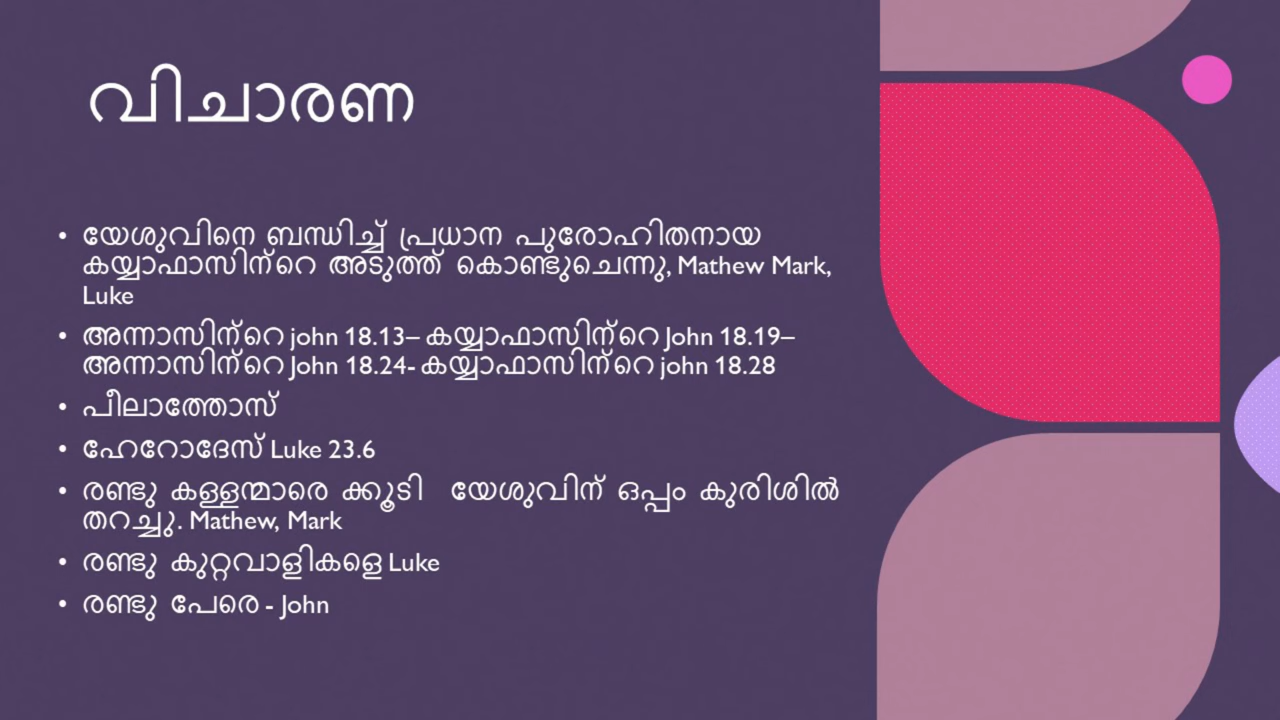 വിചാരണ
• യേശുവിനെ ബന്ധിച്ച് പ്രധാന പുരോഹിതനായ
കയ്യാഫാസിന്റെ അടുത്ത് കൊണ്ടുചെന്നു, Mathew Mark,
Luke
• അന്നാസിന്റെ john 18.13– കയ്യാഫാസിന്റെ John 18.19–
അന്നാസിന്റെ John 18.24- കയ്യാഫാസിന്റെ john 18.28
• പീലാത്തോസ്
• ഹേറോദേസ് Luke 23.6
• രണ്ടു കള്ളന്മാരെ ക്കൂടി യേശുവിന് ഒപ്പം കുരിശിൽ
തറച്ചു. Mathew, Mark
• രണ്ടു കുറ്റവാളികളെ Luke
• രണ്ടു പേരെ - John